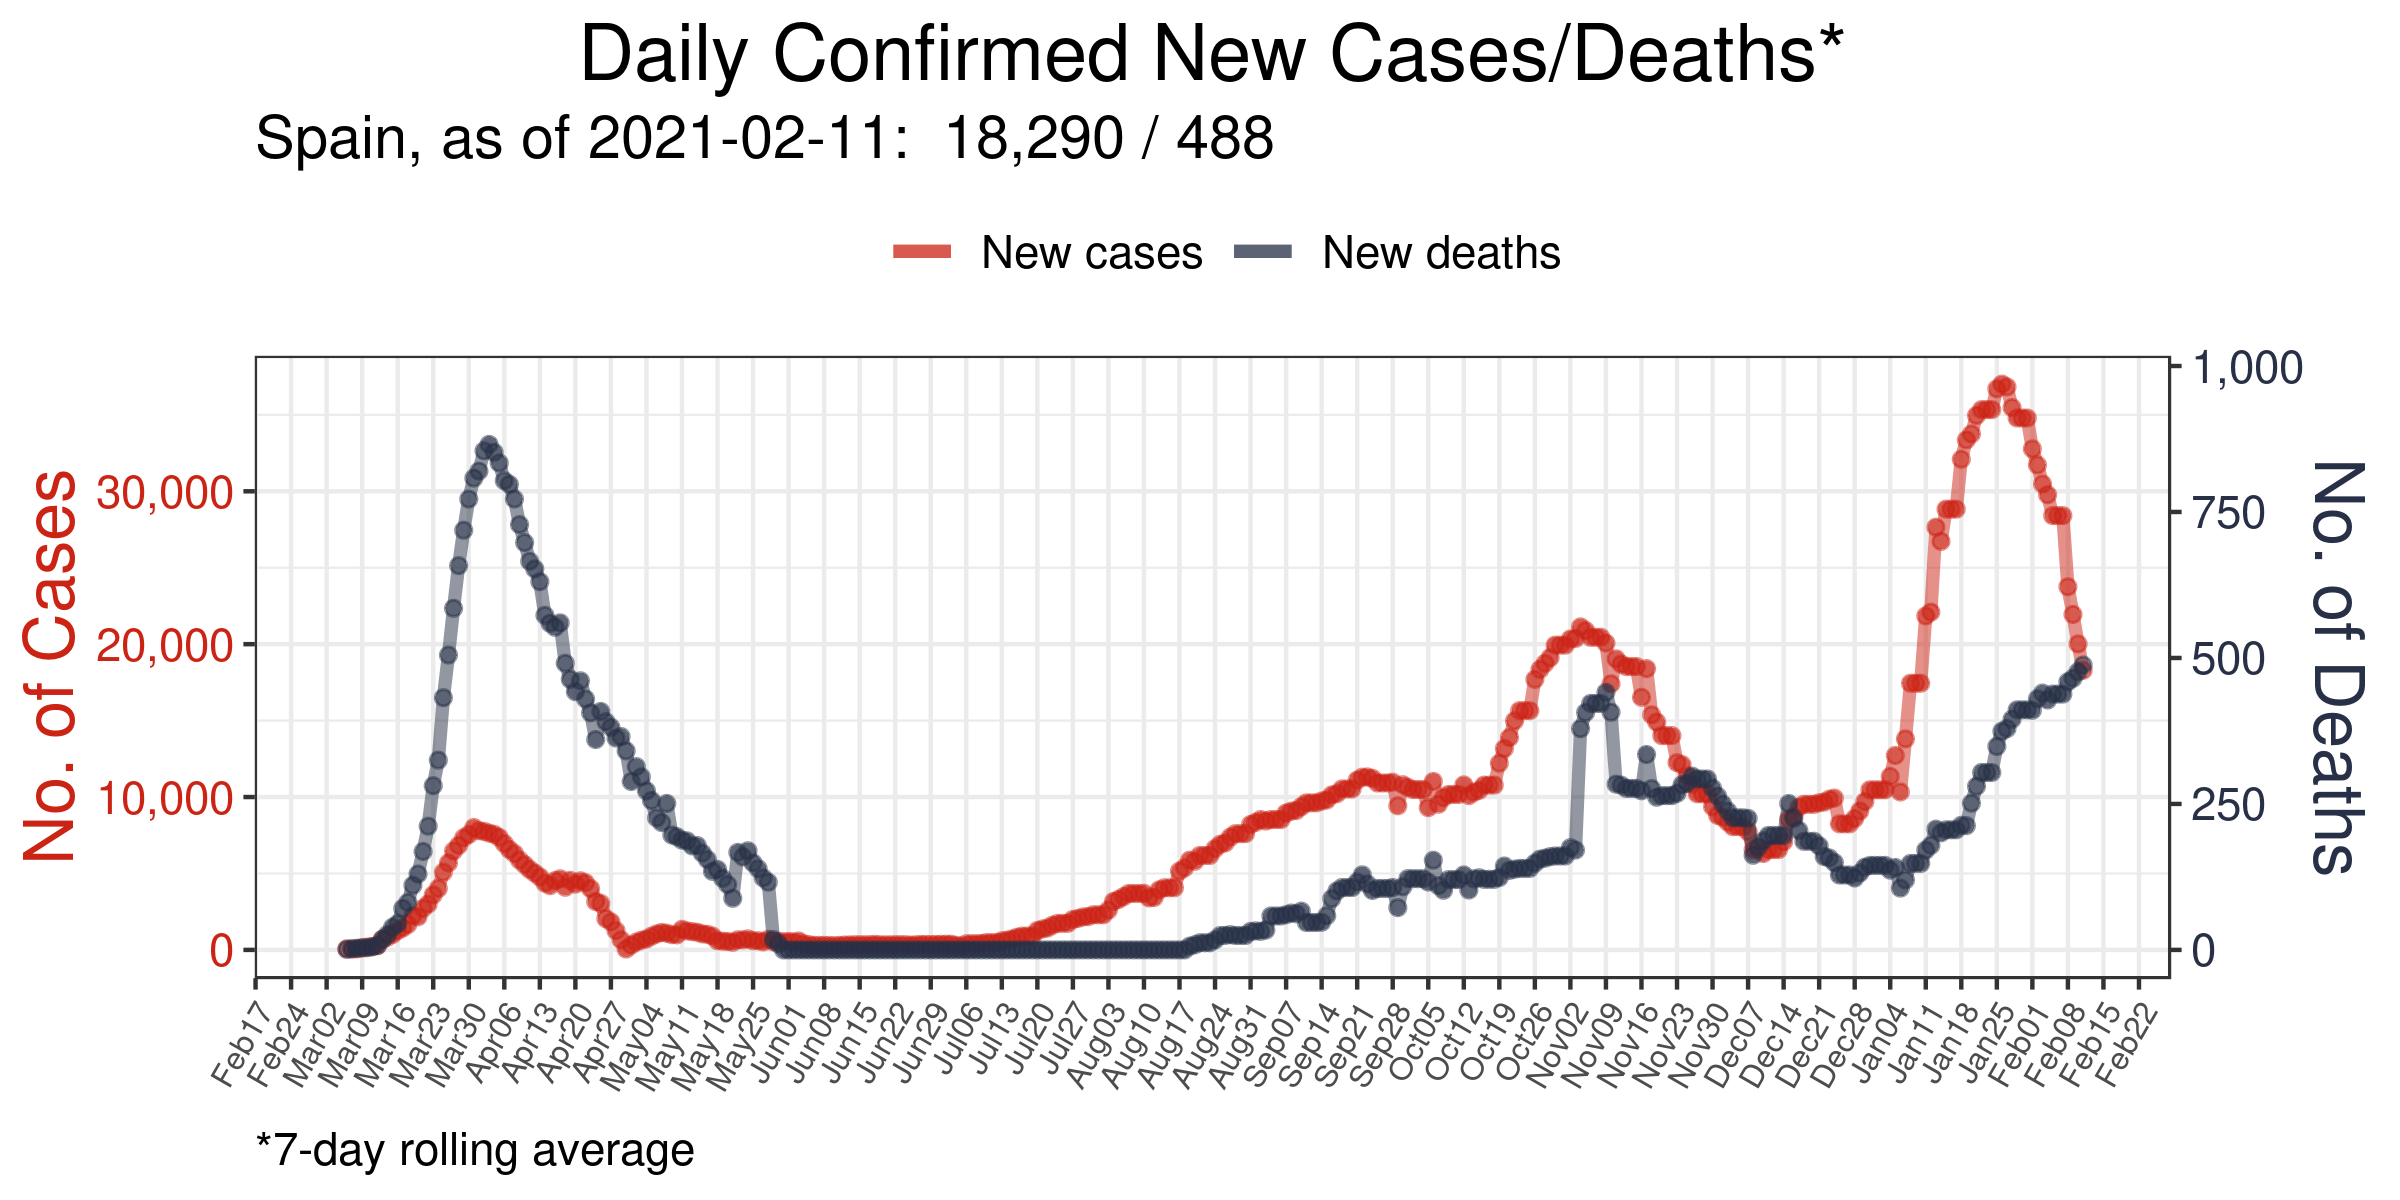 Daily Confirmed New Cases/Deaths*
Spain, as of 2021-02-11:  18,290 / 488
New cases New deaths
No. of Cases
30,000
20,000
10,000
0
1,000
750
500
250
0
No. of Deaths
Feb17 Feb24 Mar02 Mar09 Mar16 Mar23 Mar30 Apr06 Apr13 Apr20 Apr27 May04 May11 May18 May25 Jun01 Jun08 Jun15 Jun22 Jun29 Jul06 Jul13 Jul20 Jul27 Aug03 Aug10 Aug17 Aug24 Aug31 Sep07 Sep14 Sep21 Sep28 Oct05 Oct12 Oct19 Oct26 Nov02 Nov09 Nov16 Nov23 Nov30 Dec07 Dec14 Dec21 Dec28 Jan04 Jan11 Jan18 Jan25 Feb01 Feb08 Feb15 Feb22
*7-day rolling average